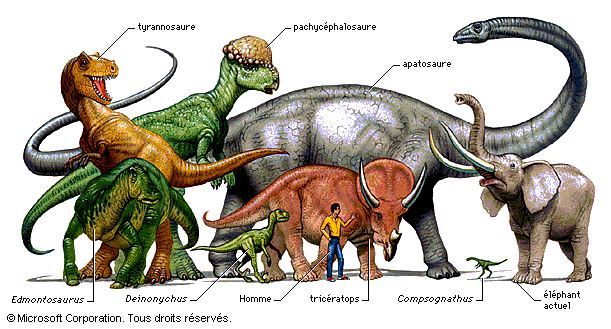 tyrannosaure
pachycéphalosaure
apatosaure
Edmontosaurus
Deinonychus
Homme
tricératops
Compsognathus
éléphant
actuel
© Microsoft Corporation. Tous droits réservés.